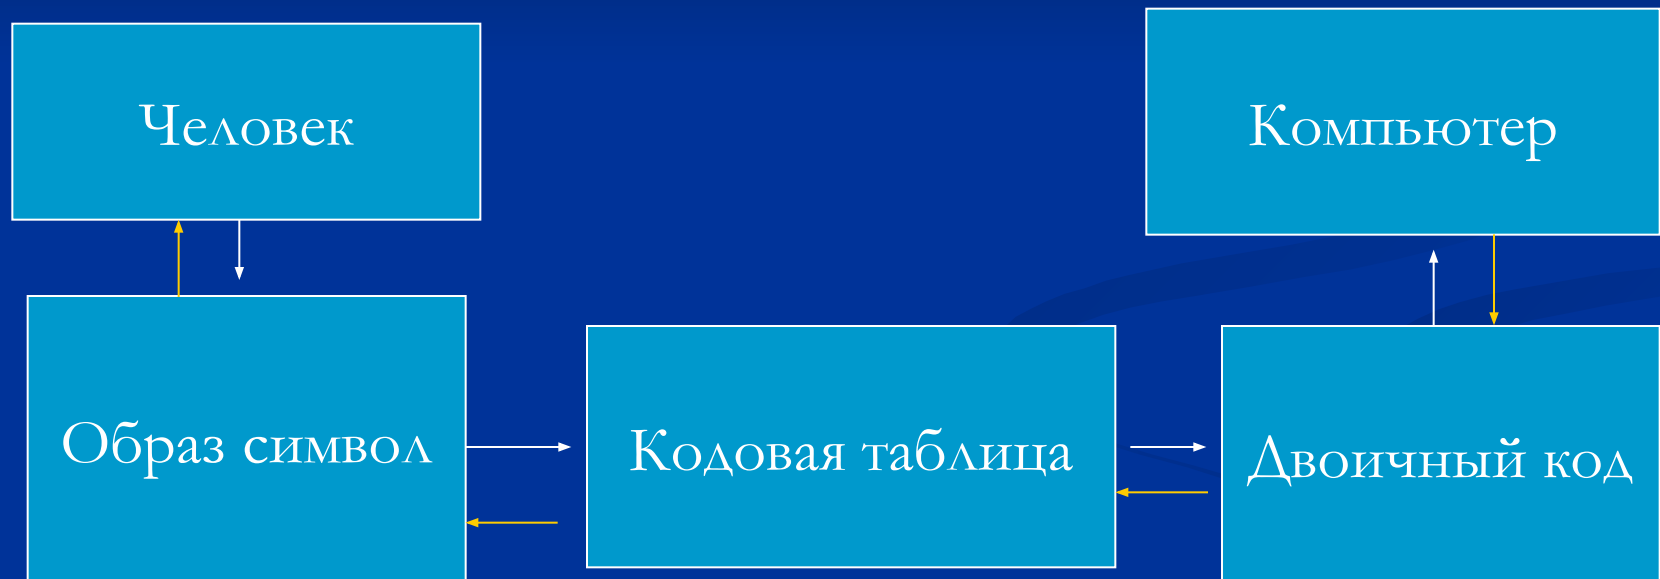 Человек
Компьютер
Образ символ
Кодовая таблица
Двоичный код